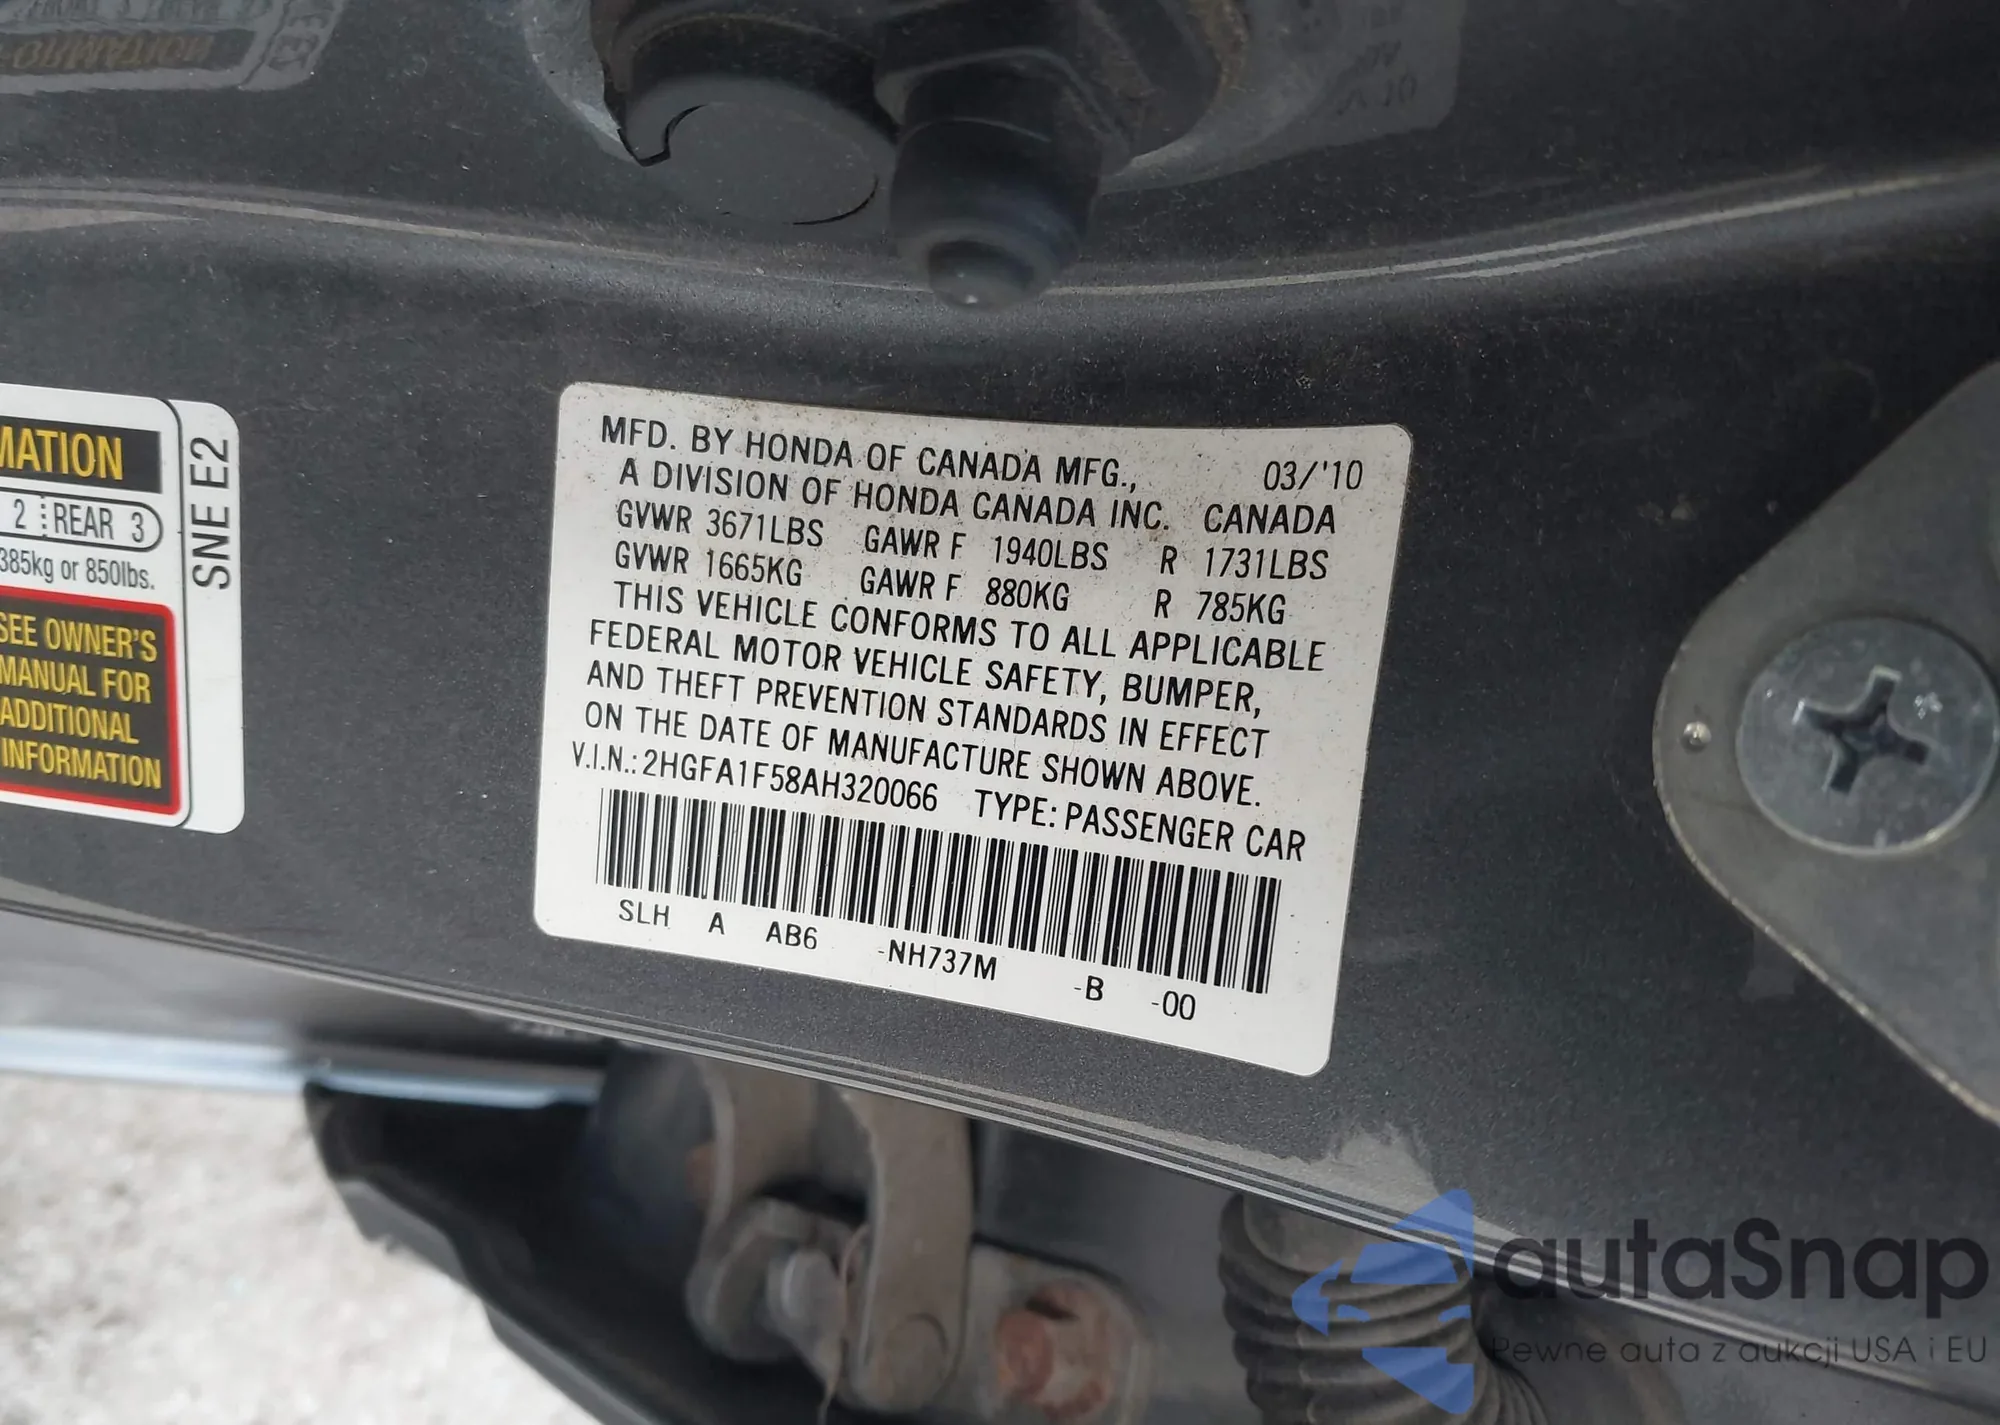 ORMATION
MATION
2 REAR 3
385kg or 850lbs.
SEE OWNER'S
MANUAL FOR
ADDITIONAL
INFORMATION
SNE E2
MFD. BY HONDA OF CANADA MFG., 03/'10
A DIVISION OF HONDA CANADA INC. CANADA
GVWR 3671LBS GAWR F 1940LBS R 1731LBS
GVWR 1665KG GAWR F 880KG R 785KG
THIS VEHICLE CONFORMS TO ALL APPLICABLE
FEDERAL MOTOR VEHICLE SAFETY, BUMPER,
AND THEFT PREVENTION STANDARDS IN EFFECT
ON THE DATE OF MANUFACTURE SHOWN ABOVE.
V.I.N.: 2HGFA1F58AH320066 TYPE: PASSENGER CAR
SLH A AB6 -NH737M -B -00
autaSnap
Pewne auta z aukcji USA i EU